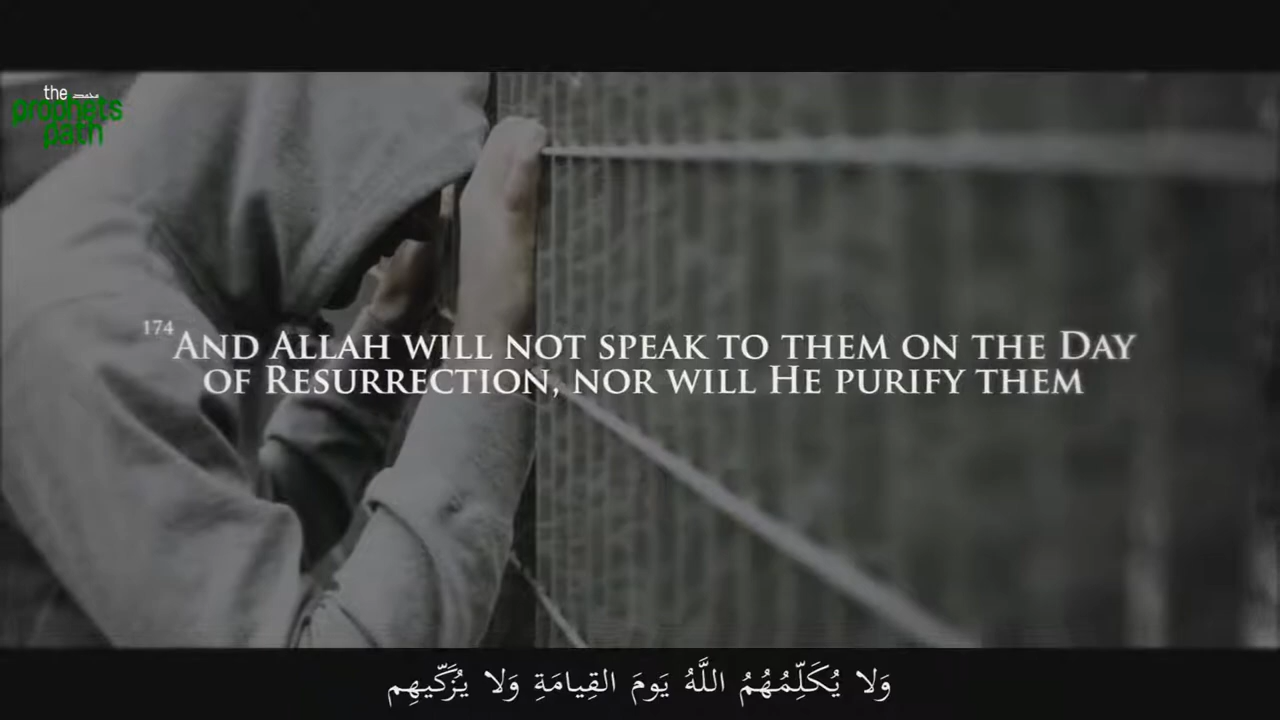 the
prophets
path
174 And Allah will not speak to them on the Day
of Resurrection, nor will He purify them
وَلا يُكَلِّمُهُمُ اللَّهُ يَومَ القِيامَةِ وَلا يُزَكّيهِم